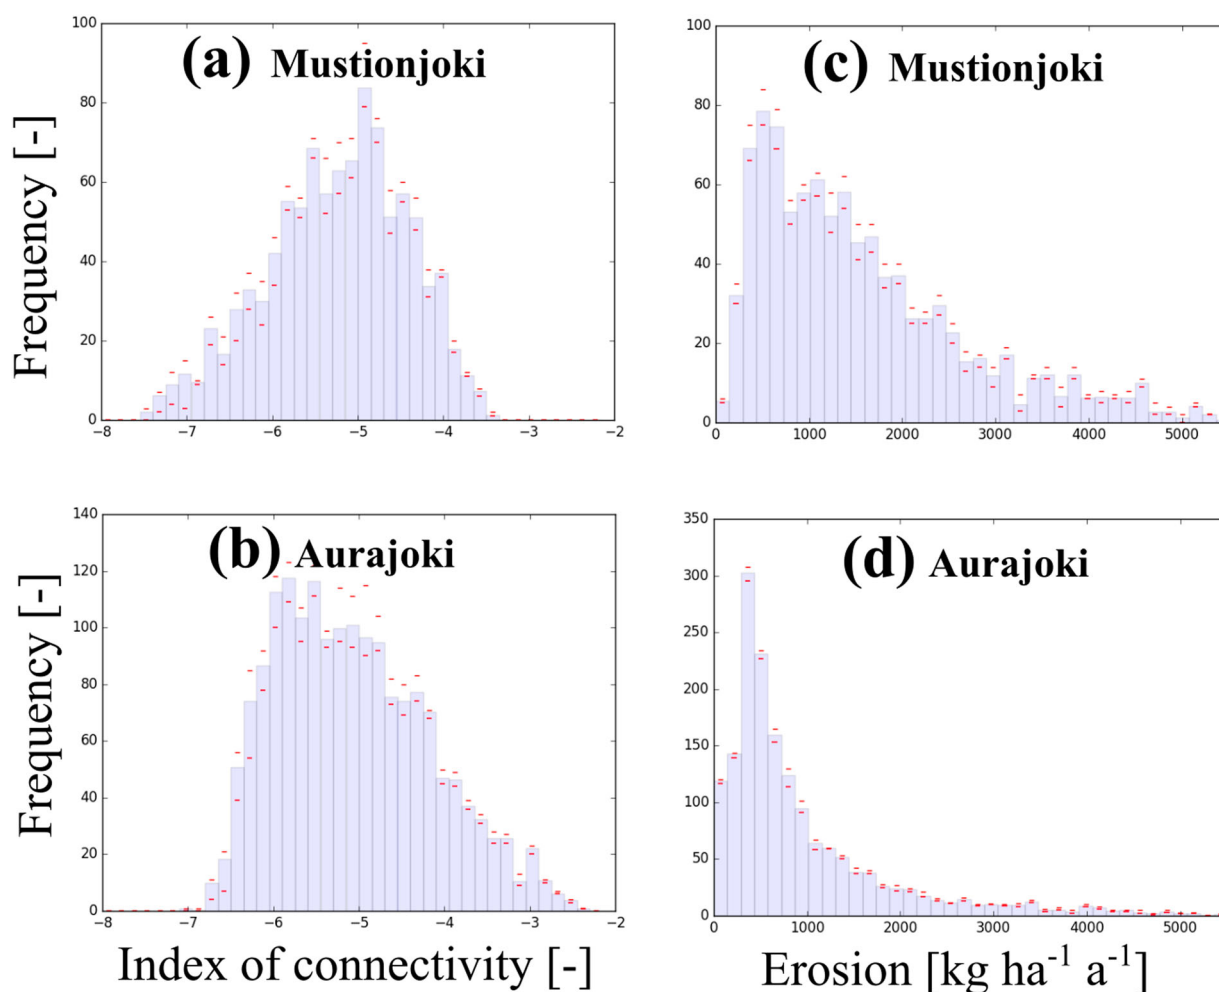 (a) Mustionjoki
100
80
60
40
20
0
−8 −7 −6 −5 −4 −3 −2
Frequency [-]
(c) Mustionjoki
100
80
60
40
20
0
0 1000 2000 3000 4000 5000
(b) Aurajoki
140
120
100
80
60
40
20
0
−8 −7 −6 −5 −4 −3 −2
Frequency [-]
Index of connectivity [-]
(d) Aurajoki
350
300
250
200
150
100
50
0
0 1000 2000 3000 4000 5000
Erosion [kg ha⁻¹ a⁻¹]